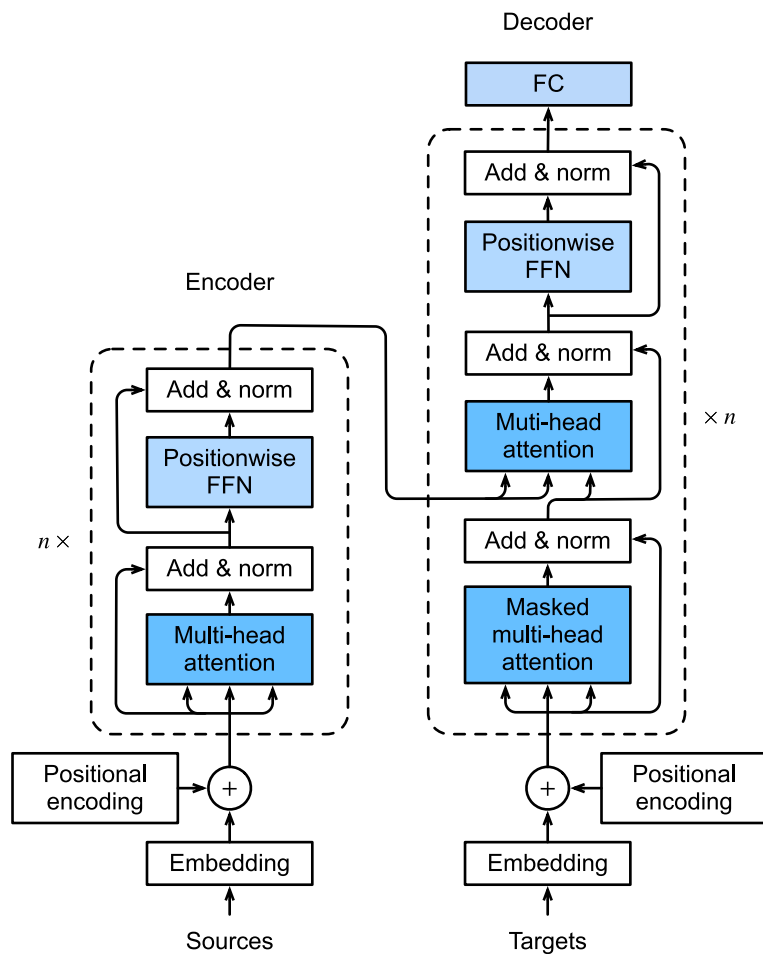 Decoder
FC
Add & norm
Positionwise
FFN
Add & norm
Muti-head
attention
× n
Add & norm
Masked
multi-head
attention
Positional
encoding
+
Embedding
Targets
Encoder
Add & norm
Positionwise
FFN
n ×
Add & norm
Multi-head
attention
Positional
encoding
+
Embedding
Sources